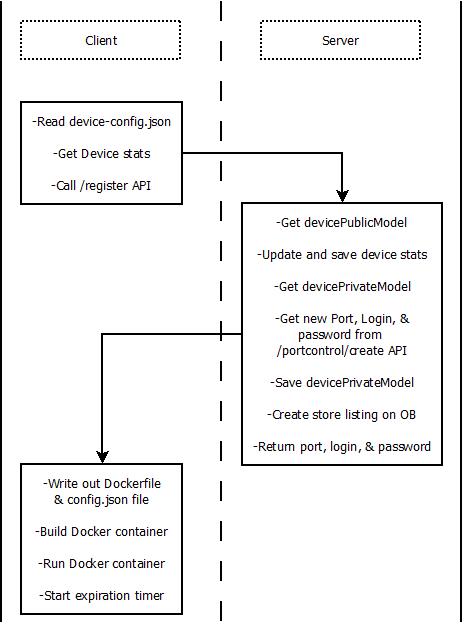 Client
Server
-Read device-config.json
-Get Device stats
-Call /register API
-Get devicePublicModel
-Update and save device stats
-Get devicePrivateModel
-Get new Port, Login, &
password from
/portcontrol/create API
-Save devicePrivateModel
-Create store listing on OB
-Return port, login, & password
-Write out Dockerfile
& config.json file
-Build Docker container
-Run Docker container
-Start expiration timer